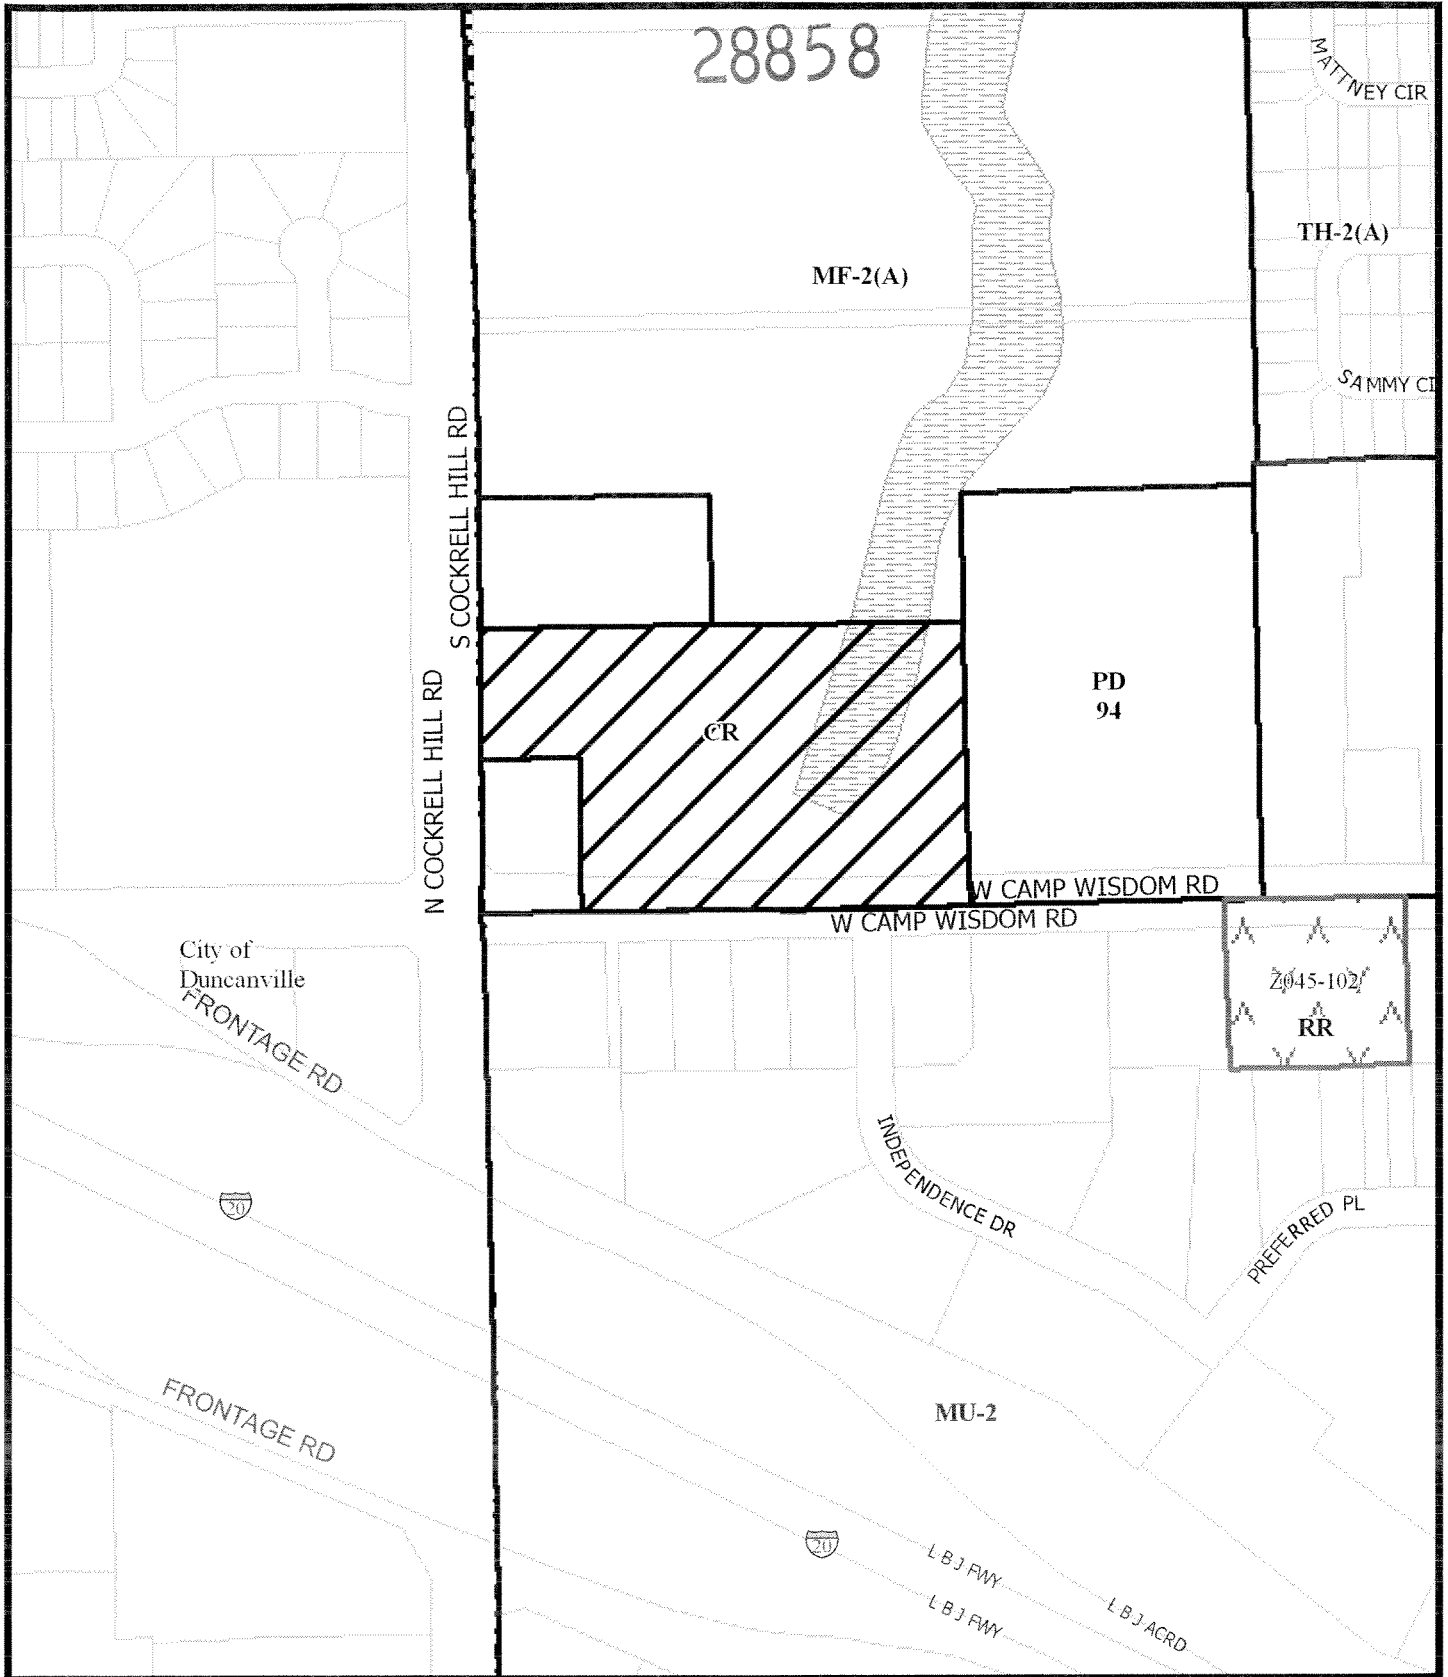 28858
MATTNEY CIR
TH-2(A)
MF-2(A)
SAMMY CI
S COCKRELL HILL RD
N COCKRELL HILL RD
CR
PD
94
W CAMP WISDOM RD
W CAMP WISDOM RD
City of
Duncanville
FRONTAGE RD
Z045-102
RR
INDEPENDENCE DR
PREFERRED PL
20
FRONTAGE RD
MU-2
20
L B J FWY
L B J FWY
L B J ACRD